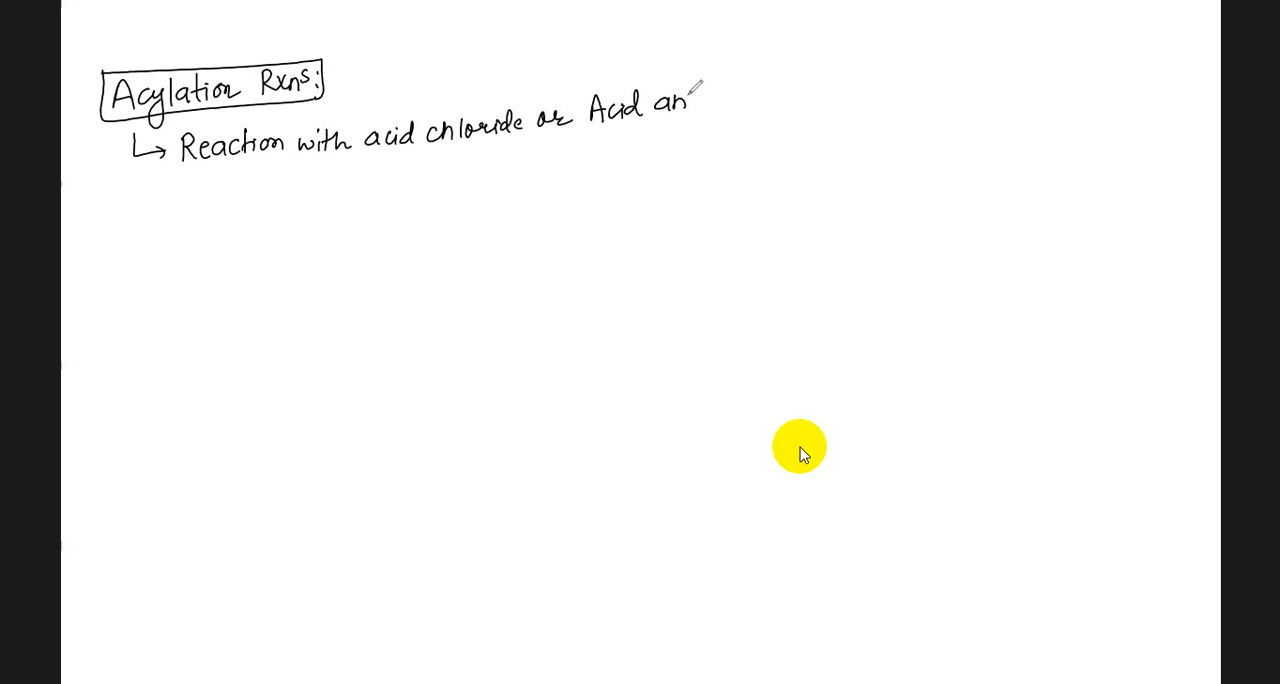 Acylation Rxns:
↳ Reaction with acid chloride or Acid an